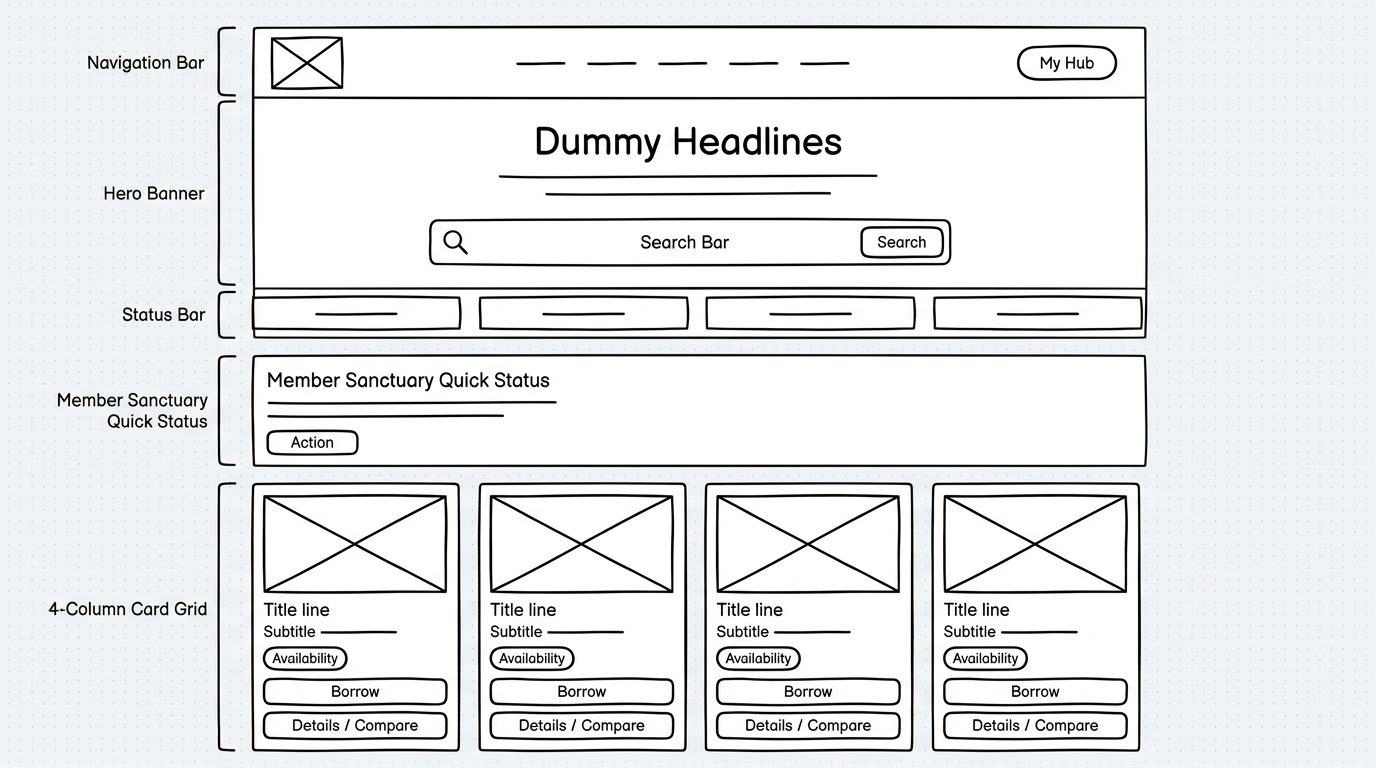 Navigation Bar
My Hub
Hero Banner
Dummy Headlines
Search Bar
Search
Status Bar
Member Sanctuary
Quick Status
Member Sanctuary Quick Status
Action
4-Column Card Grid
Title line
Subtitle
Availability
Borrow
Details / Compare
Title line
Subtitle
Availability
Borrow
Details / Compare
Title line
Subtitle
Availability
Borrow
Details / Compare
Title line
Subtitle
Availability
Borrow
Details / Compare